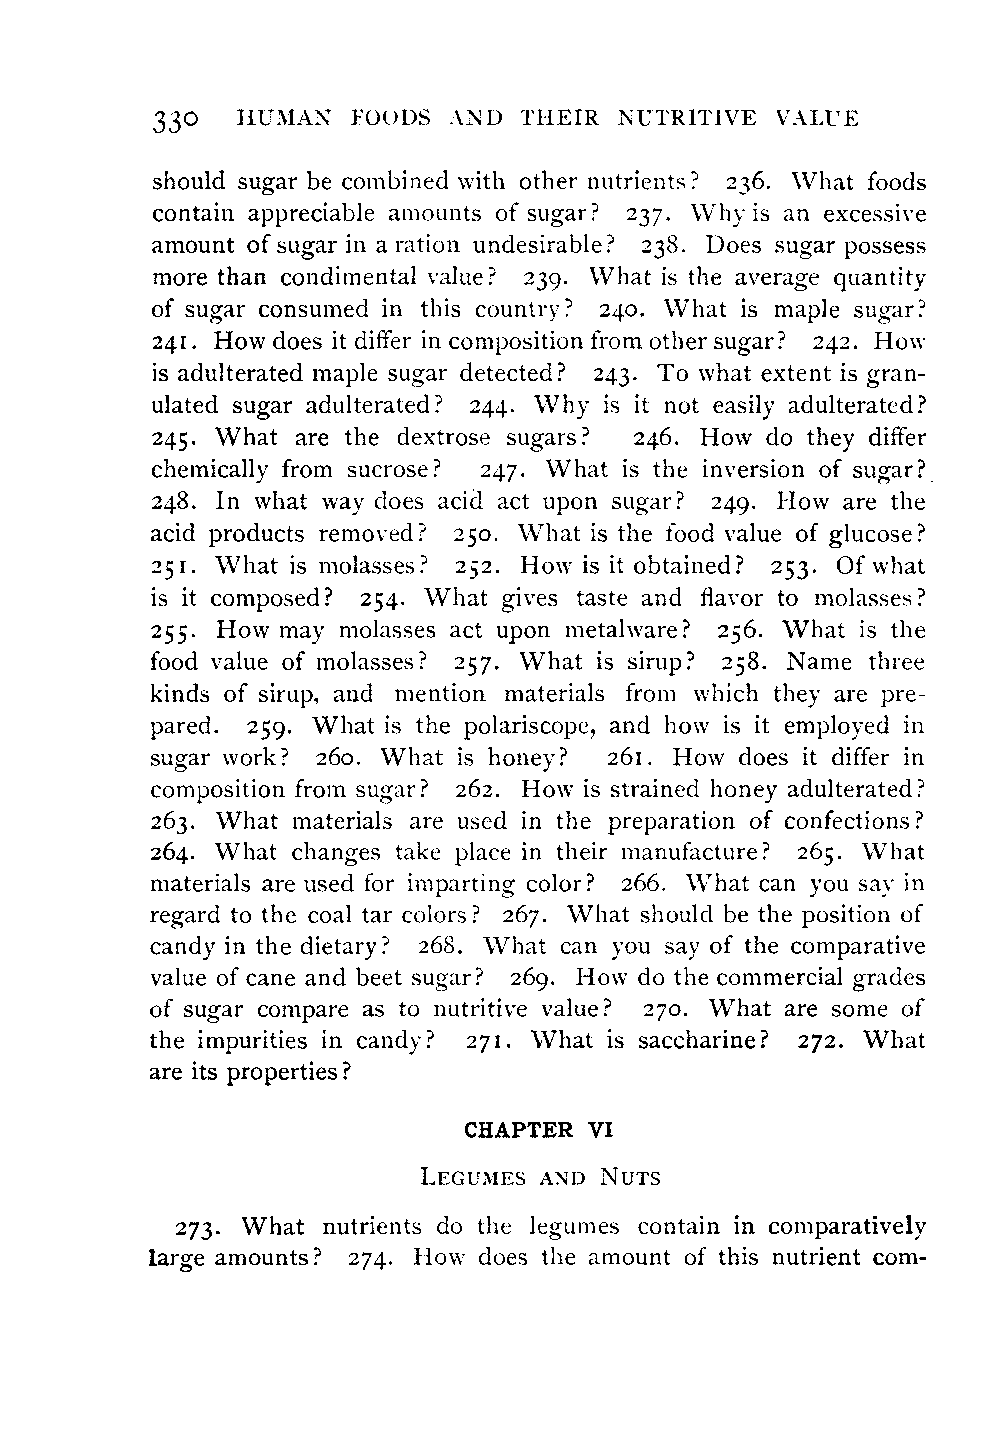 330 HUMAN FOODS AND THEIR NUTRITIVE VALUE
should sugar be combined with other nutrients? 236. What foods
contain appreciable amounts of sugar? 237. Why is an excessive
amount of sugar in a ration undesirable? 238. Does sugar possess
more than condimental value? 239. What is the average quantity
of sugar consumed in this country? 240. What is maple sugar?
241. How does it differ in composition from other sugar? 242. How
is adulterated maple sugar detected? 243. To what extent is gran-
ulated sugar adulterated? 244. Why is it not easily adulterated?
245. What are the dextrose sugars? 246. How do they differ
chemically from sucrose? 247. What is the inversion of sugar?
248. In what way does acid act upon sugar? 249. How are the
acid products removed? 250. What is the food value of glucose?
251. What is molasses? 252. How is it obtained? 253. Of what
is it composed? 254. What gives taste and flavor to molasses?
255. How may molasses act upon metalware? 256. What is the
food value of molasses? 257. What is sirup? 258. Name three
kinds of sirup, and mention materials from which they are pre-
pared. 259. What is the polariscope, and how is it employed in
sugar work? 260. What is honey? 261. How does it differ in
composition from sugar? 262. How is strained honey adulterated?
263. What materials are used in the preparation of confections?
264. What changes take place in their manufacture? 265. What
materials are used for imparting color? 266. What can you say in
regard to the coal tar colors? 267. What should be the position of
candy in the dietary? 268. What can you say of the comparative
value of cane and beet sugar? 269. How do the commercial grades
of sugar compare as to nutritive value? 270. What are some of
the impurities in candy? 271. What is saccharine? 272. What
are its properties?
CHAPTER VI
LEGUMES AND NUTS
273. What nutrients do the legumes contain in comparatively
large amounts? 274. How does the amount of this nutrient com-